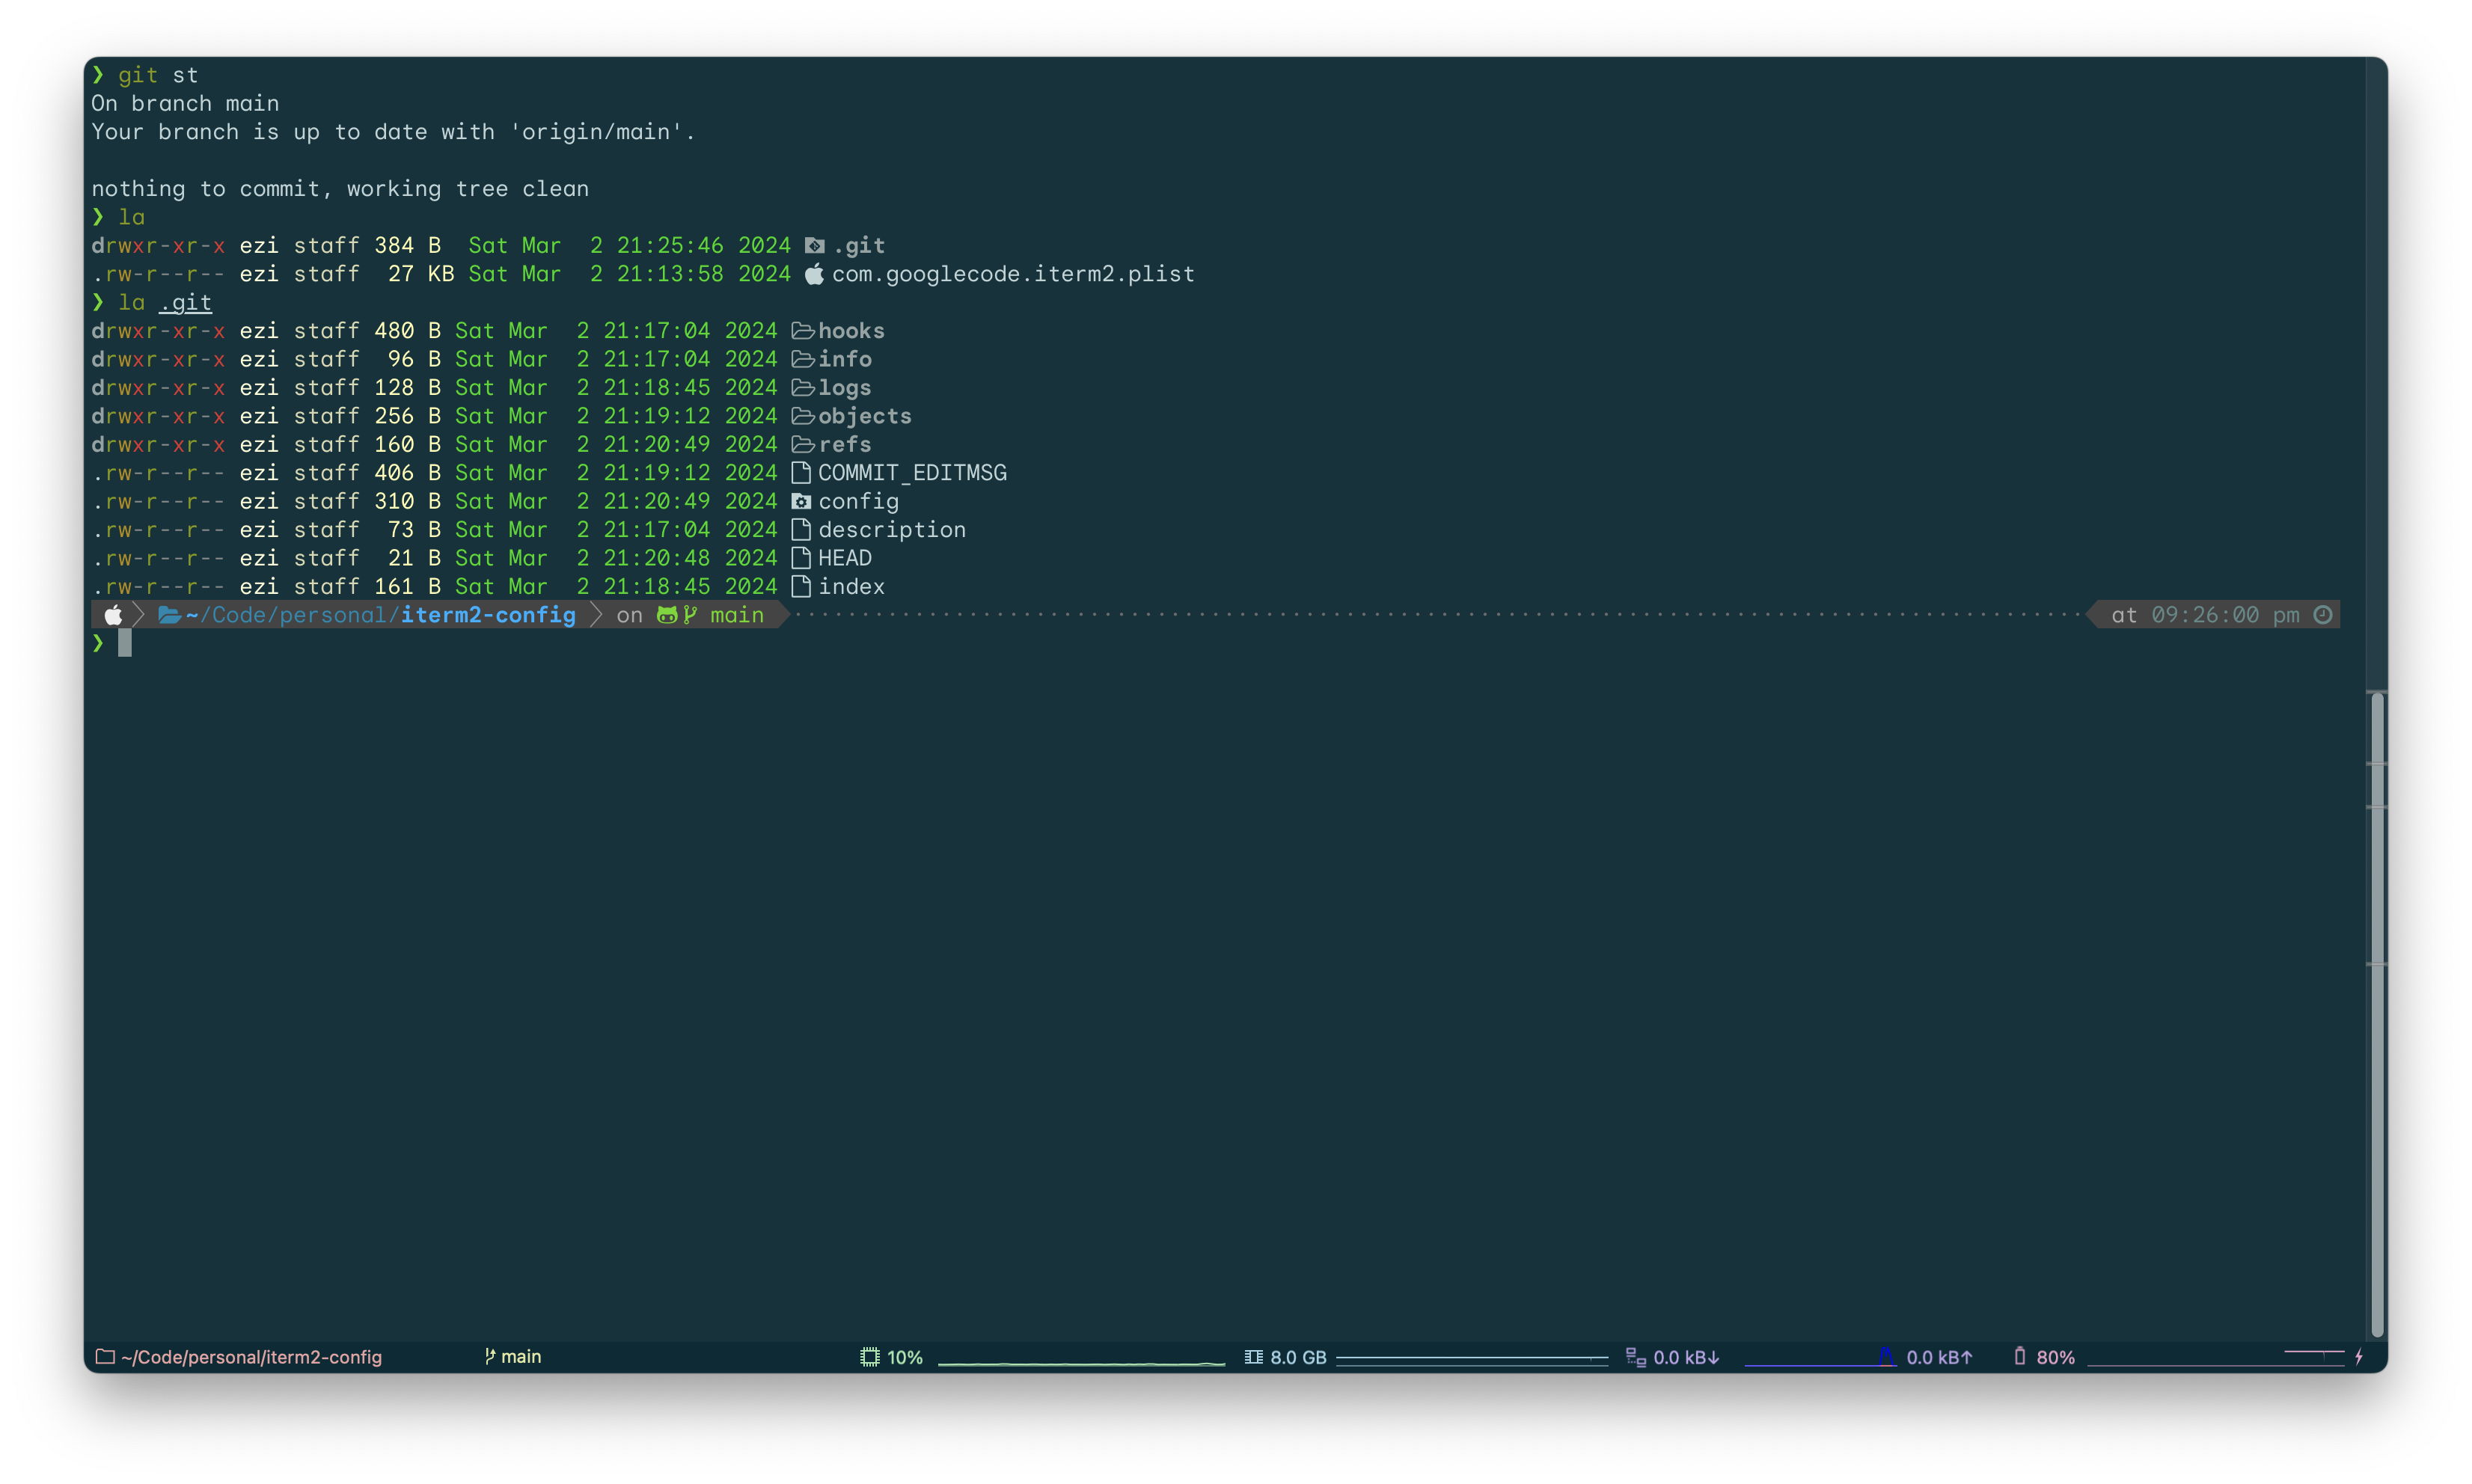 ❯ git st
On branch main
Your branch is up to date with 'origin/main'.
nothing to commit, working tree clean
❯ la
drwxr-xr-x ezi staff 384 B  Sat Mar  2 21:25:46 2024 .git
.rw-r--r-- ezi staff  27 KB Sat Mar  2 21:13:58 2024 com.googlecode.iterm2.plist
❯ la .git
drwxr-xr-x ezi staff 480 B Sat Mar  2 21:17:04 2024 hooks
drwxr-xr-x ezi staff  96 B Sat Mar  2 21:17:04 2024 info
drwxr-xr-x ezi staff 128 B Sat Mar  2 21:18:45 2024 logs
drwxr-xr-x ezi staff 256 B Sat Mar  2 21:19:12 2024 objects
drwxr-xr-x ezi staff 160 B Sat Mar  2 21:20:49 2024 refs
.rw-r--r-- ezi staff 406 B Sat Mar  2 21:19:12 2024 COMMIT_EDITMSG
.rw-r--r-- ezi staff 310 B Sat Mar  2 21:20:49 2024 config
.rw-r--r-- ezi staff  73 B Sat Mar  2 21:17:04 2024 description
.rw-r--r-- ezi staff  21 B Sat Mar  2 21:20:48 2024 HEAD
.rw-r--r-- ezi staff 161 B Sat Mar  2 21:18:45 2024 index
~/Code/personal/iterm2-config on main at 09:26:00 pm
❯
~/Code/personal/iterm2-config main 10% 8.0 GB 0.0 kB↓ 0.0 kB↑ 80%